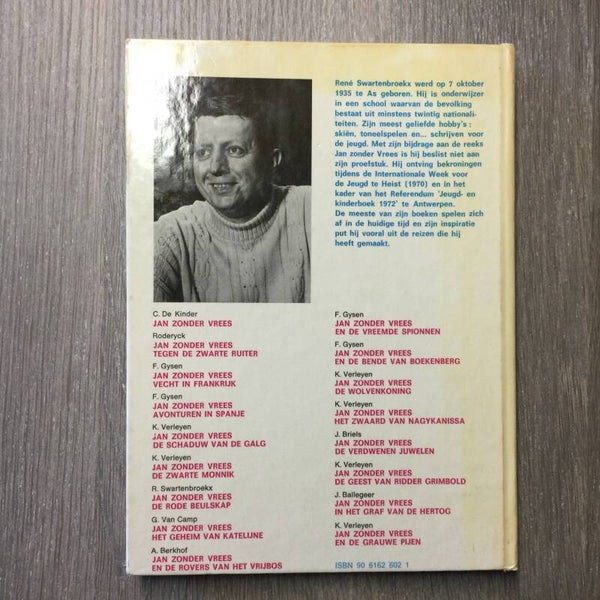 René Swartenbroekx werd op 7 oktober
1935 te As geboren. Hij is onderwijzer
in een school waarvan de bevolking
bestaat uit minstens twintig nationali-
teiten. Zijn meest geliefde hobby's :
skiën, toneelspelen en... schrijven voor
de jeugd. Met zijn bijdrage aan de reeks
Jan zonder Vrees is hij beslist niet aan
zijn proefstuk. Hij ontving bekroningen
tijdens de Internationale Week voor
de Jeugd te Heist (1970) en in het
kader van het Referendum 'Jeugd- en
kinderboek 1972' te Antwerpen.
De meeste van zijn boeken spelen zich
af in de huidige tijd en zijn inspiratie
put hij vooral uit de reizen die hij
heeft gemaakt.
C. De Kinder
JAN ZONDER VREES
Roderyck
JAN ZONDER VREES
TEGEN DE ZWARTE RUITER
F. Gysen
JAN ZONDER VREES
VECHT IN FRANKRIJK
F. Gysen
JAN ZONDER VREES
AVONTUREN IN SPANJE
K. Verleyen
JAN ZONDER VREES
DE SCHADUW VAN DE GALG
K. Verleyen
JAN ZONDER VREES
DE ZWARTE MONNIK
R. Swartenbroekx
JAN ZONDER VREES
DE RODE BEULSKAP
G. Van Camp
JAN ZONDER VREES
HET GEHEIM VAN KATELIJNE
A. Berkhof
JAN ZONDER VREES
EN DE ROVERS VAN HET VRIJBOS
F. Gysen
JAN ZONDER VREES
EN DE VREEMDE SPIONNEN
F. Gysen
JAN ZONDER VREES
EN DE BENDE VAN BOEKENBERG
K. Verleyen
JAN ZONDER VREES
DE WOLVENKONING
K. Verleyen
JAN ZONDER VREES
HET ZWAARD VAN NAGYKANISSA
J. Briels
JAN ZONDER VREES
DE VERDWENEN JUWELEN
K. Verleyen
JAN ZONDER VREES
DE GEEST VAN RIDDER GRIMBOLD
J. Ballegeer
JAN ZONDER VREES
IN HET GRAF VAN DE HERTOG
K. Verleyen
JAN ZONDER VREES
EN DE GRAUWE PIJEN
ISBN 90 6162 602 1